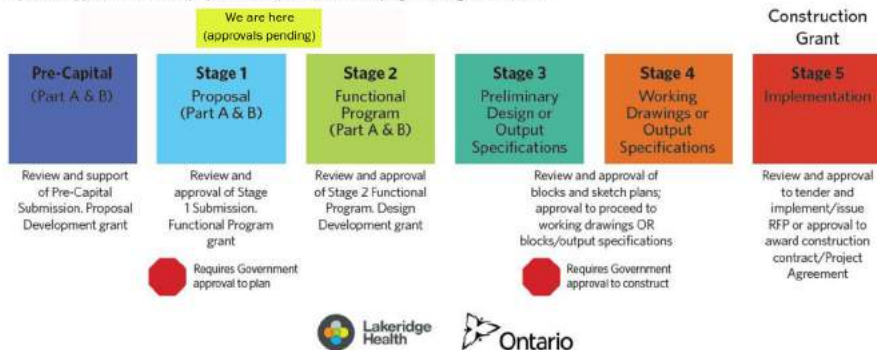 We are here
(approvals pending)
Construction
Grant
Pre-Capital
(Part A & B)
Stage 1
Proposal
(Part A & B)
Stage 2
Functional
Program
(Part A & B)
Stage 3
Preliminary
Design or
Output
Specifications
Stage 4
Working
Drawings or
Output
Specifications
Stage 5
Implementation
Review and support
of Pre-Capital
Submission. Proposal
Development grant
Review and
approval of Stage
1 Submission.
Functional Program
grant
Review and approval
of Stage 2 Functional
Program. Design
Development grant
Review and approval of
blocks and sketch plans;
approval to proceed to
working drawings OR
blocks/output specifications
Review and approval
to tender and
implement/issue
RFP or approval to
award construction
contract/Project
Agreement
Requires Government
approval to plan
Requires Government
approval to construct
Lakeridge
Health
Ontario